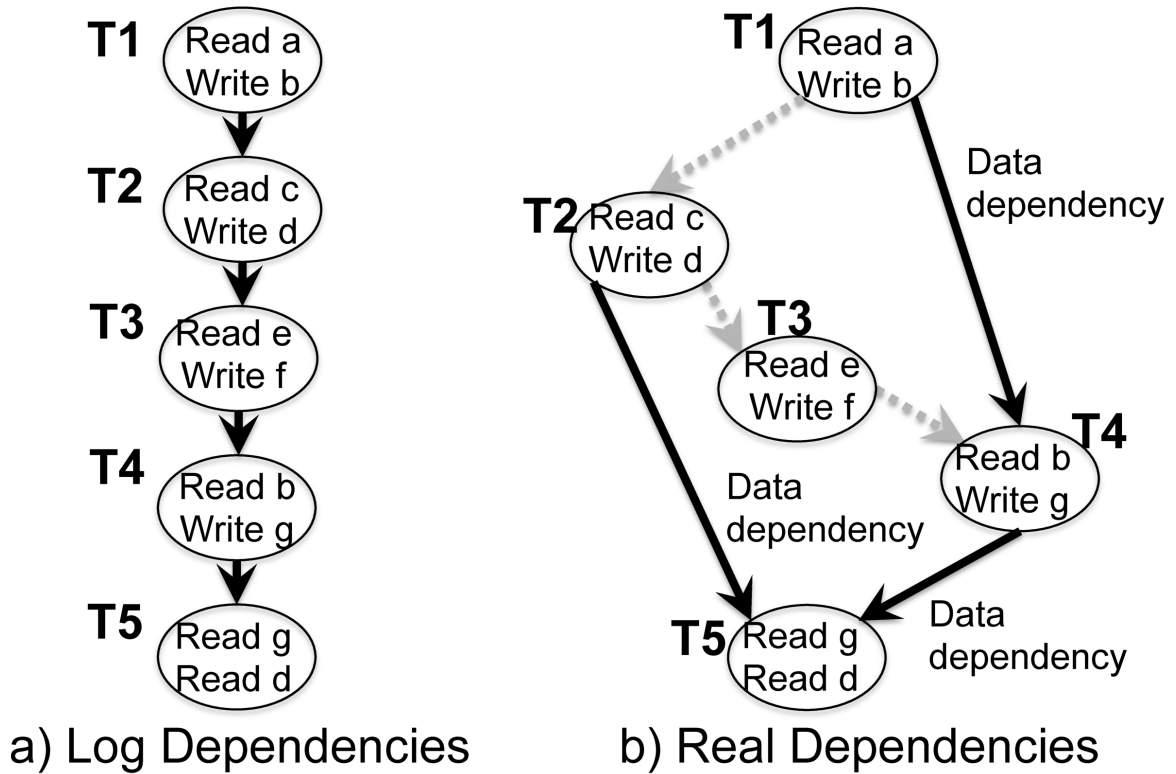 T1
Read a
Write b
T2
Read c
Write d
T3
Read e
Write f
T4
Read b
Write g
T5
Read g
Read d
a) Log Dependencies
T1
Read a
Write b
Data
dependency
T2
Read c
Write d
T3
Read e
Write f
T4
Read b
Write g
Data
dependency
T5
Read g
Read d
Data
dependency
b) Real Dependencies